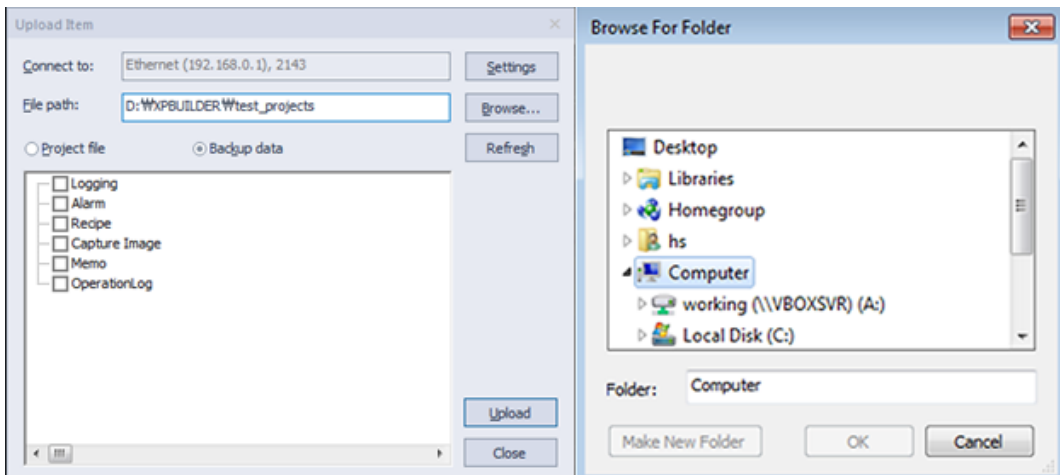 Upload Item
Connect to: Ethernet (192.168.0.1), 2143 Settings
File path: D:₩XPBUILDER₩test_projects Browse...
Project file Backup data Refresh
Logging
Alarm
Recipe
Capture Image
Memo
OperationLog
Upload
Close
Browse For Folder
Desktop
Libraries
Homegroup
hs
Computer
working (\\VBOXSVR) (A:)
Local Disk (C:)
Folder: Computer
Make New Folder OK Cancel